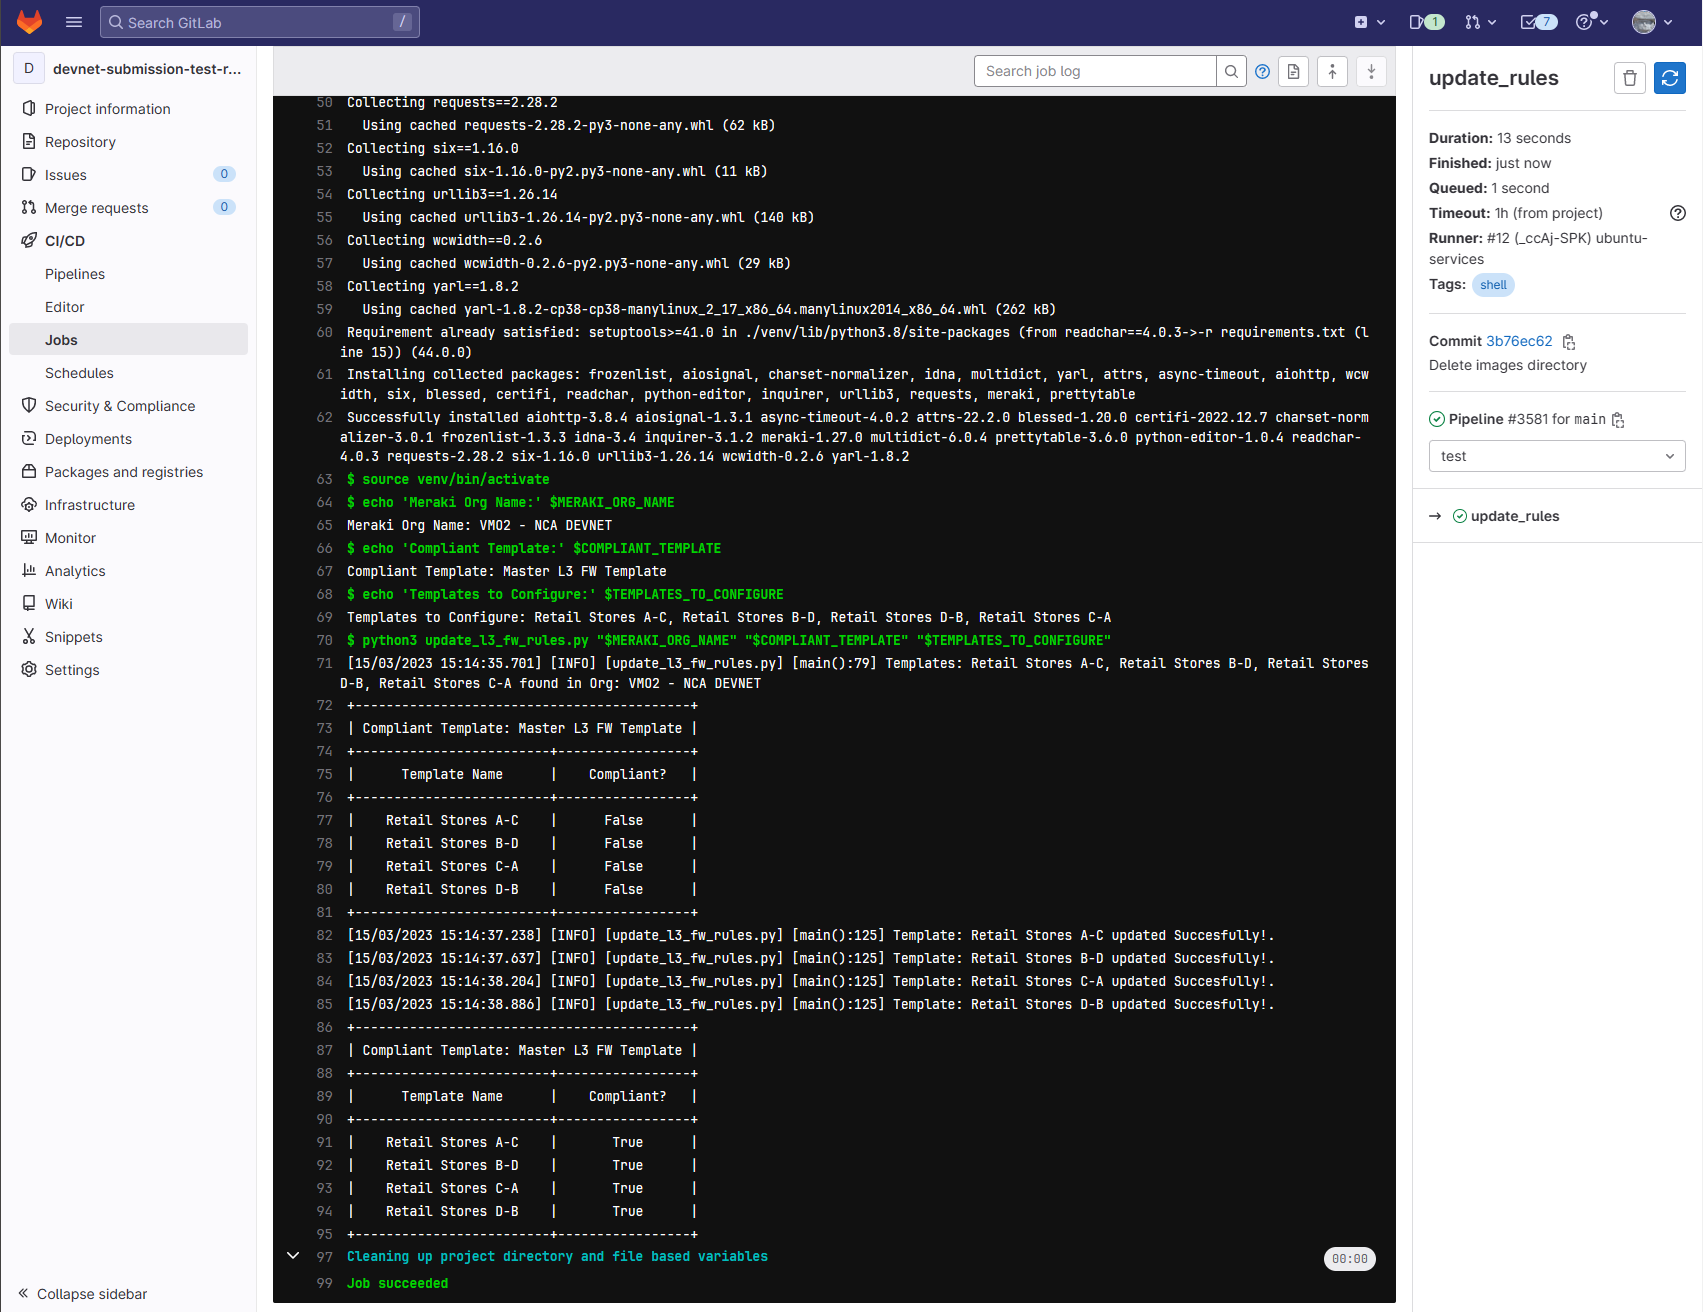 Search GitLab
/
1
7
D
devnet-submission-test-r...
Project information
Repository
Issues 0
Merge requests 0
CI/CD
Pipelines
Editor
Jobs
Schedules
Security & Compliance
Deployments
Packages and registries
Infrastructure
Monitor
Analytics
Wiki
Snippets
Settings
Collapse sidebar
Search job log
50 Collecting requests==2.28.2
51 Using cached requests-2.28.2-py3-none-any.whl (62 kB)
52 Collecting six==1.16.0
53 Using cached six-1.16.0-py2.py3-none-any.whl (11 kB)
54 Collecting urllib3==1.26.14
55 Using cached urllib3-1.26.14-py2.py3-none-any.whl (140 kB)
56 Collecting wcwidth==0.2.6
57 Using cached wcwidth-0.2.6-py2.py3-none-any.whl (29 kB)
58 Collecting yarl==1.8.2
59 Using cached yarl-1.8.2-cp38-cp38-manylinux_2_17_x86_64.manylinux2014_x86_64.whl (262 kB)
60 Requirement already satisfied: setuptools>=41.0 in ./venv/lib/python3.8/site-packages (from readchar==4.0.3->-r requirements.txt (l
ine 15)) (44.0.0)
61 Installing collected packages: frozenlist, aiosignal, charset-normalizer, idna, multidict, yarl, attrs, async-timeout, aiohttp, wcw
idth, six, blessed, certifi, readchar, python-editor, inquirer, urllib3, requests, meraki, prettytable
62 Successfully installed aiohttp-3.8.4 aiosignal-1.3.1 async-timeout-4.0.2 attrs-22.2.0 blessed-1.20.0 certifi-2022.12.7 charset-norm
alizer-3.0.1 frozenlist-1.3.3 idna-3.4 inquirer-3.1.2 meraki-1.27.0 multidict-6.0.4 prettytable-3.6.0 python-editor-1.0.4 readchar-
4.0.3 requests-2.28.2 six-1.16.0 urllib3-1.26.14 wcwidth-0.2.6 yarl-1.8.2
63 $ source venv/bin/activate
64 $ echo 'Meraki Org Name:' $MERAKI_ORG_NAME
65 Meraki Org Name: VMO2 - NCA DEVNET
66 $ echo 'Compliant Template:' $COMPLIANT_TEMPLATE
67 Compliant Template: Master L3 FW Template
68 $ echo 'Templates to Configure:' $TEMPLATES_TO_CONFIGURE
69 Templates to Configure: Retail Stores A-C, Retail Stores B-D, Retail Stores D-B, Retail Stores C-A
70 $ python3 update_l3_fw_rules.py "$MERAKI_ORG_NAME" "$COMPLIANT_TEMPLATE" "$TEMPLATES_TO_CONFIGURE"
71 [15/03/2023 15:14:35.701] [INFO] [update_l3_fw_rules.py] [main():79] Templates: Retail Stores A-C, Retail Stores B-D, Retail Stores
D-B, Retail Stores C-A found in Org: VMO2 - NCA DEVNET
72 +-------------------------------------------+
73 | Compliant Template: Master L3 FW Template |
74 +-------------------------+-----------------+
75 | Template Name | Compliant? |
76 +-------------------------+-----------------+
77 | Retail Stores A-C | False |
78 | Retail Stores B-D | False |
79 | Retail Stores C-A | False |
80 | Retail Stores D-B | False |
81 +-------------------------+-----------------+
82 [15/03/2023 15:14:37.238] [INFO] [update_l3_fw_rules.py] [main():125] Template: Retail Stores A-C updated Succesfully!.
83 [15/03/2023 15:14:37.637] [INFO] [update_l3_fw_rules.py] [main():125] Template: Retail Stores B-D updated Succesfully!.
84 [15/03/2023 15:14:38.204] [INFO] [update_l3_fw_rules.py] [main():125] Template: Retail Stores C-A updated Succesfully!.
85 [15/03/2023 15:14:38.886] [INFO] [update_l3_fw_rules.py] [main():125] Template: Retail Stores D-B updated Succesfully!.
86 +-------------------------------------------+
87 | Compliant Template: Master L3 FW Template |
88 +-------------------------+-----------------+
89 | Template Name | Compliant? |
90 +-------------------------+-----------------+
91 | Retail Stores A-C | True |
92 | Retail Stores B-D | True |
93 | Retail Stores C-A | True |
94 | Retail Stores D-B | True |
95 +-------------------------+-----------------+
97 Cleaning up project directory and file based variables 00:00
99 Job succeeded
update_rules
Duration: 13 seconds
Finished: just now
Queued: 1 second
Timeout: 1h (from project)
Runner: #12 (_ccAj-SPK) ubuntu-
services
Tags: shell
Commit 3b76ec62
Delete images directory
Pipeline #3581 for main
test
→ update_rules